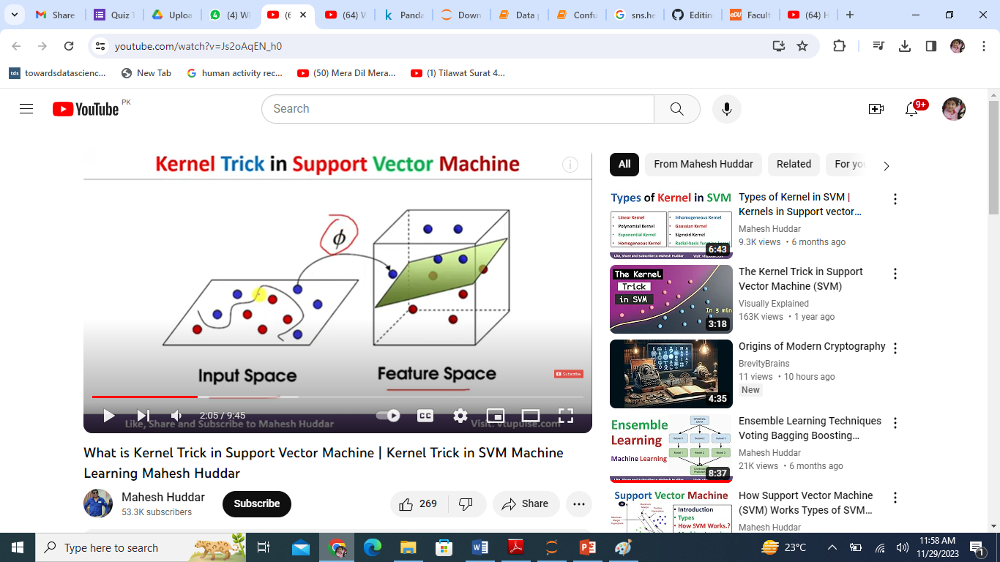 Share
Quiz
Uploa
(4) W
(6
(64) V
Panda
Down
Data p
Confu
sns.he
Editin
Facult
(64) H
youtube.com/watch?v=Js2oAqEN_h0
tds towardsdatascienc...
New Tab
human activity rec...
(50) Mera Dil Mera...
(1) Tilawat Surat 4...
YouTube PK
Search
9+
Kernel Trick in Support Vector Machine
ϕ
Input Space
Feature Space
Subscribe
2:05 / 9:45
CC
Like, Share and Subscribe to Mahesh Huddar
Visit: vtupulse.com
What is Kernel Trick in Support Vector Machine | Kernel Trick in SVM Machine
Learning Mahesh Huddar
Mahesh Huddar
53.3K subscribers
Subscribe
269
Share
All
From Mahesh Huddar
Related
For you
Types of Kernel in SVM
• Linear Kernel
• Polynomial Kernel
• Exponential Kernel
• Homogeneous Kernel
• Inhomogeneous Kernel
• Gaussian Kernel
• Sigmoid Kernel
• Radial-basis function kernel
Like, Share and Subscribe to Mahesh Huddar
Visit: vtupulse.com
6:43
Types of Kernel in SVM |
Kernels in Support vector...
Mahesh Huddar
9.3K views • 6 months ago
The Kernel
Trick
in SVM
In 3 min
3:18
The Kernel Trick in Support
Vector Machine (SVM)
Visually Explained
163K views • 1 year ago
4:35
Origins of Modern Cryptography
BrevityBrains
11 views • 10 hours ago
New
Ensemble
Learning
Machine Learning
8:37
Ensemble Learning Techniques
Voting Bagging Boosting...
Mahesh Huddar
21K views • 6 months ago
Support Vector Machine
• Introduction
• Types
• How SVM Works.?
How Support Vector Machine
(SVM) Works Types of SVM...
Mahesh Huddar
Type here to search
23°C
11:58 AM
11/29/2023
1